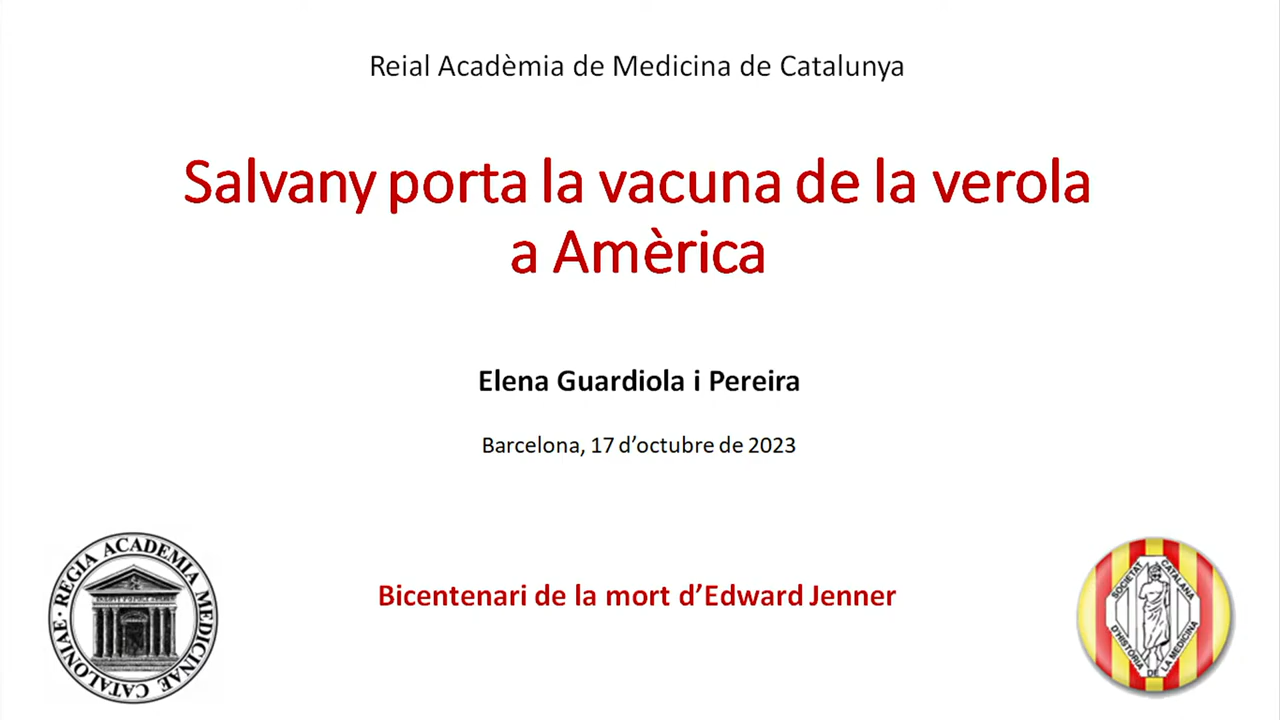 Reial Acadèmia de Medicina de Catalunya
Salvany porta la vacuna de la verola
a Amèrica
Elena Guardiola i Pereira
Barcelona, 17 d’octubre de 2023
Bicentenari de la mort d’Edward Jenner
· REGIA ACADEMIA MEDICINAE CATALONIAE
SOCIETAT CATALANA
D'HISTÒRIA DE LA MEDICINA